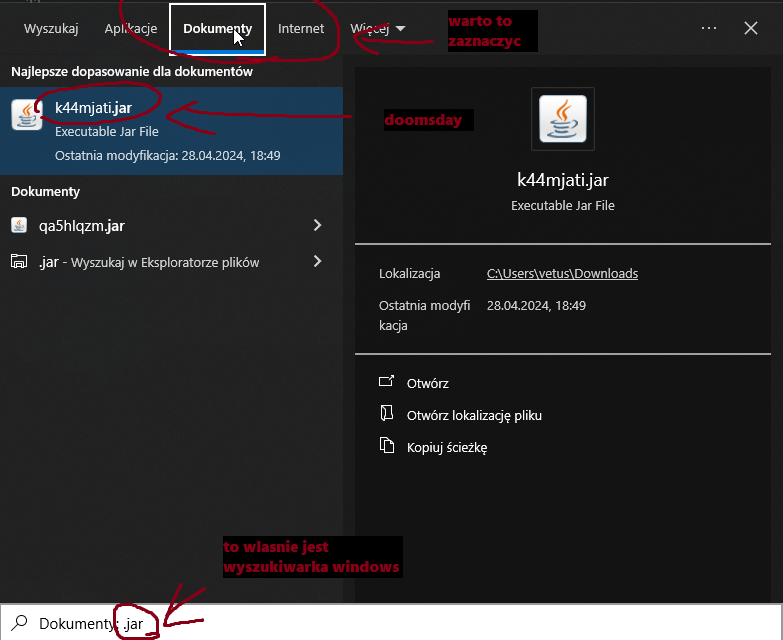 Wyszukaj Aplikacje Dokumenty Internet Więcej
warto to
zaznaczyc
Najlepsze dopasowanie dla dokumentów
k44mjati.jar
Executable Jar File
Ostatnia modyfikacja: 28.04.2024, 18:49
doomsday
Dokumenty
qa5hlqzm.jar
.jar - Wyszukaj w Eksploratorze plików
k44mjati.jar
Executable Jar File
Lokalizacja C:\Users\vetus\Downloads
Ostatnia modyfi 28.04.2024, 18:49
kacja
Otwórz
Otwórz lokalizację pliku
Kopiuj ścieżkę
to wlasnie jest
wyszukiwarka windows
Dokumenty: .jar